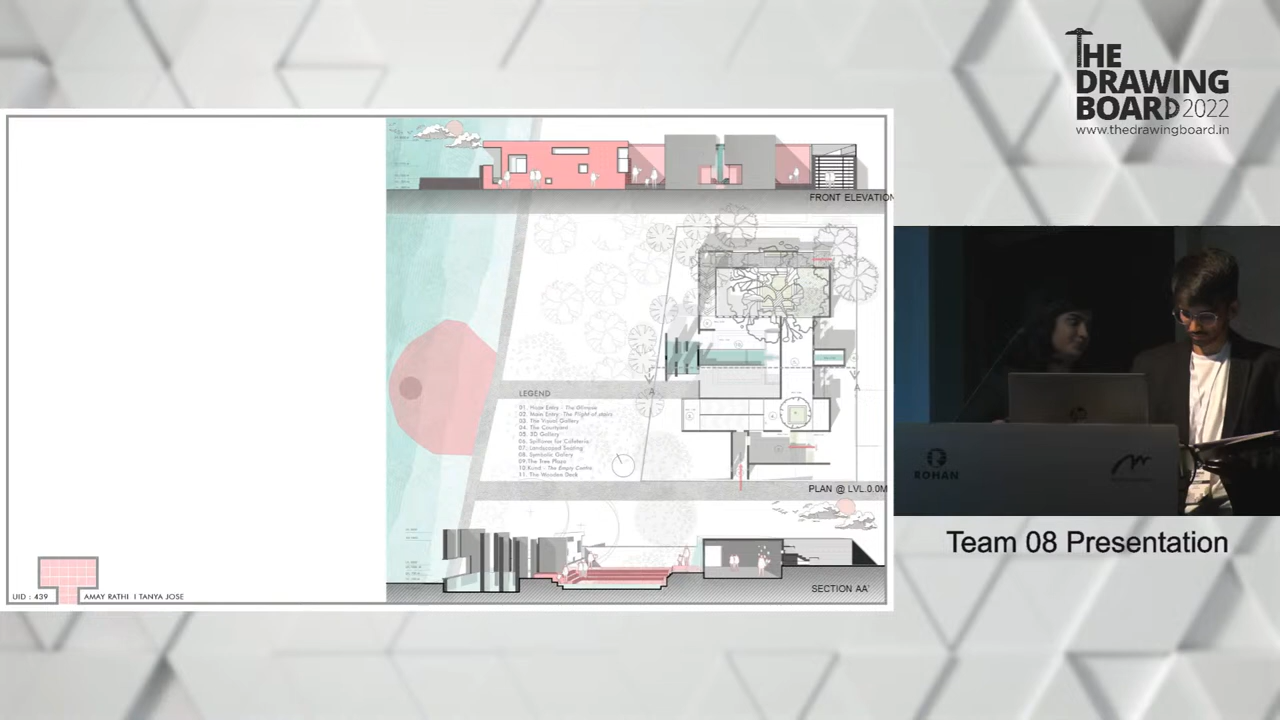 THE
DRAWING
BOARD 2022
www.thedrawingboard.in
FRONT ELEVATION
LEGEND
01. House Entry - The Glimpse
02. Main Entry - The Flight of stairs
03. The Visual Gallery
04. The Courtyard
05. 3D Gallery
06. Spillover for Cafeteria
07. Landscaped Seating
08. Symbolic Gallery
09. The Tree Plaza
10. Kund - The Empty Centre
11. The Wooden Deck
PLAN @ LVL.0.0M
SECTION AA'
UID : 439
AMAY RATHI I TANYA JOSE
ROHAN
Team 08 Presentation